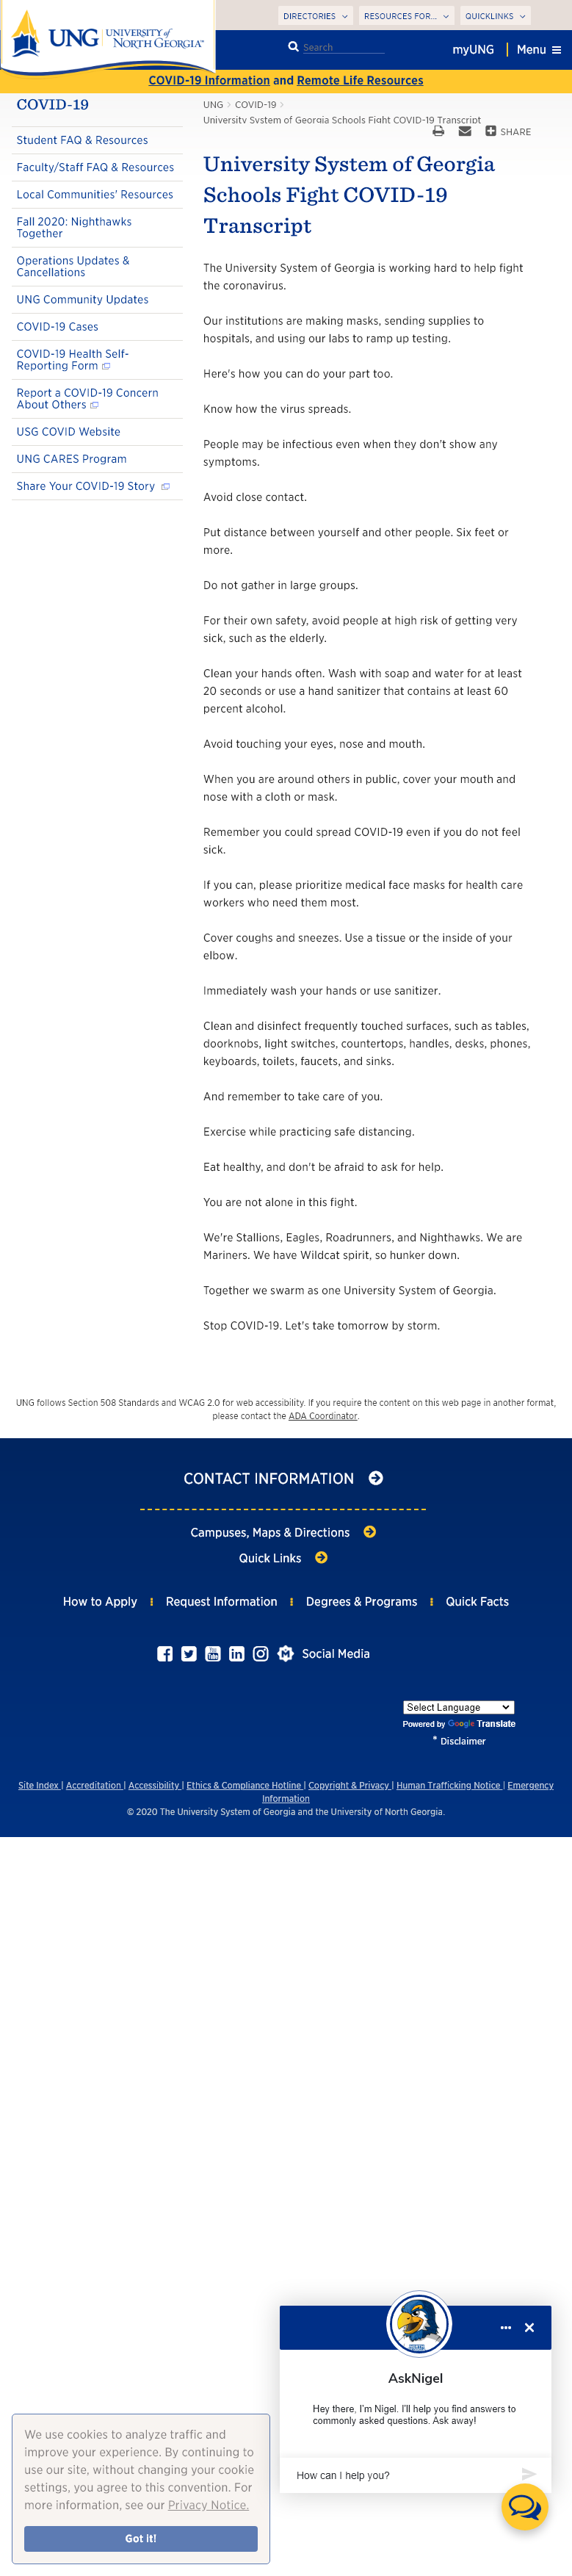 DIRECTORIES
RESOURCES FOR...
QUICKLINKS
UNG UNIVERSITY of NORTH GEORGIA™
Search
myUNG | Menu
COVID-19 Information and Remote Life Resources
COVID-19
Student FAQ & Resources
Faculty/Staff FAQ & Resources
Local Communities' Resources
Fall 2020: Nighthawks
Together
Operations Updates &
Cancellations
UNG Community Updates
COVID-19 Cases
COVID-19 Health Self-
Reporting Form
Report a COVID-19 Concern
About Others
USG COVID Website
UNG CARES Program
Share Your COVID-19 Story
UNG > COVID-19 >
University System of Georgia Schools Fight COVID-19 Transcript
SHARE
University System of Georgia
Schools Fight COVID-19
Transcript
The University System of Georgia is working hard to help fight
the coronavirus.
Our institutions are making masks, sending supplies to
hospitals, and using our labs to ramp up testing.
Here's how you can do your part too.
Know how the virus spreads.
People may be infectious even when they don't show any
symptoms.
Avoid close contact.
Put distance between yourself and other people. Six feet or
more.
Do not gather in large groups.
For their own safety, avoid people at high risk of getting very
sick, such as the elderly.
Clean your hands often. Wash with soap and water for at least
20 seconds or use a hand sanitizer that contains at least 60
percent alcohol.
Avoid touching your eyes, nose and mouth.
When you are around others in public, cover your mouth and
nose with a cloth or mask.
Remember you could spread COVID-19 even if you do not feel
sick.
If you can, please prioritize medical face masks for health care
workers who need them most.
Cover coughs and sneezes. Use a tissue or the inside of your
elbow.
Immediately wash your hands or use sanitizer.
Clean and disinfect frequently touched surfaces, such as tables,
doorknobs, light switches, countertops, handles, desks, phones,
keyboards, toilets, faucets, and sinks.
And remember to take care of you.
Exercise while practicing safe distancing.
Eat healthy, and don't be afraid to ask for help.
You are not alone in this fight.
We're Stallions, Eagles, Roadrunners, and Nighthawks. We are
Mariners. We have Wildcat spirit, so hunker down.
Together we swarm as one University System of Georgia.
Stop COVID-19. Let's take tomorrow by storm.
UNG follows Section 508 Standards and WCAG 2.0 for web accessibility. If you require the content on this web page in another format,
please contact the ADA Coordinator.
CONTACT INFORMATION
Campuses, Maps & Directions
Quick Links
How to Apply
Request Information
Degrees & Programs
Quick Facts
Social Media
Select Language
Powered by Google Translate
* Disclaimer
Site Index | Accreditation | Accessibility | Ethics & Compliance Hotline | Copyright & Privacy | Human Trafficking Notice | Emergency
Information
© 2020 The University System of Georgia and the University of North Georgia.
AskNigel
Hey there, I'm Nigel. I'll help you find answers to
commonly asked questions. Ask away!
How can I help you?
We use cookies to analyze traffic and
improve your experience. By continuing to
use our site, without changing your cookie
settings, you agree to this convention. For
more information, see our Privacy Notice.
Got it!